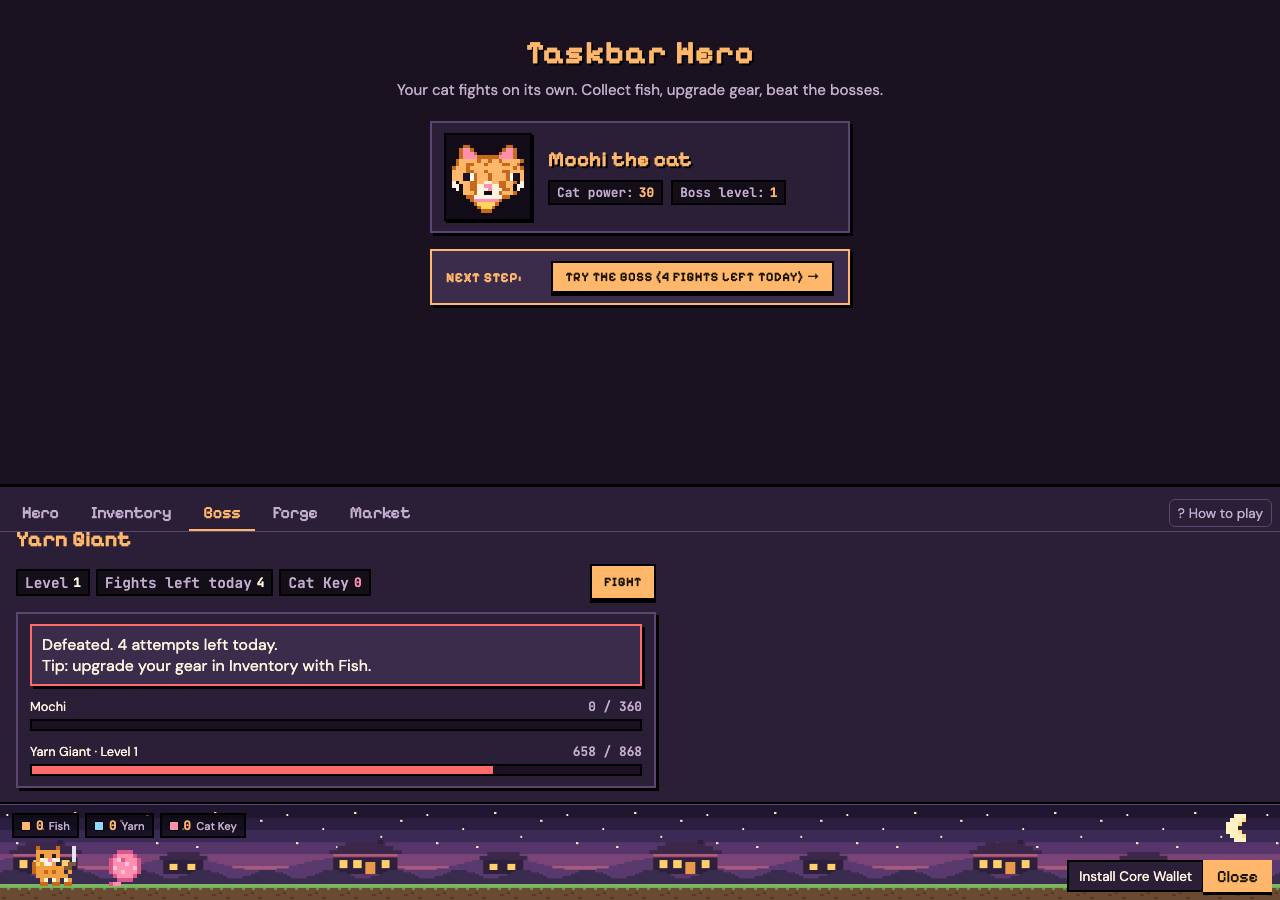 Taskbar Hero
Your cat fights on its own. Collect fish, upgrade gear, beat the bosses.
Mochi the cat
Cat power: 30
Boss level: 1
NEXT STEP:
TRY THE BOSS (4 FIGHTS LEFT TODAY) →
Hero
Inventory
Boss
Forge
Market
? How to play
Yarn Giant
Level 1
Fights left today 4
Cat Key 0
FIGHT
Defeated. 4 attempts left today.
Tip: upgrade your gear in Inventory with Fish.
Mochi
0 / 360
Yarn Giant · Level 1
658 / 868
0 Fish
0 Yarn
0 Cat Key
Install Core Wallet
Close